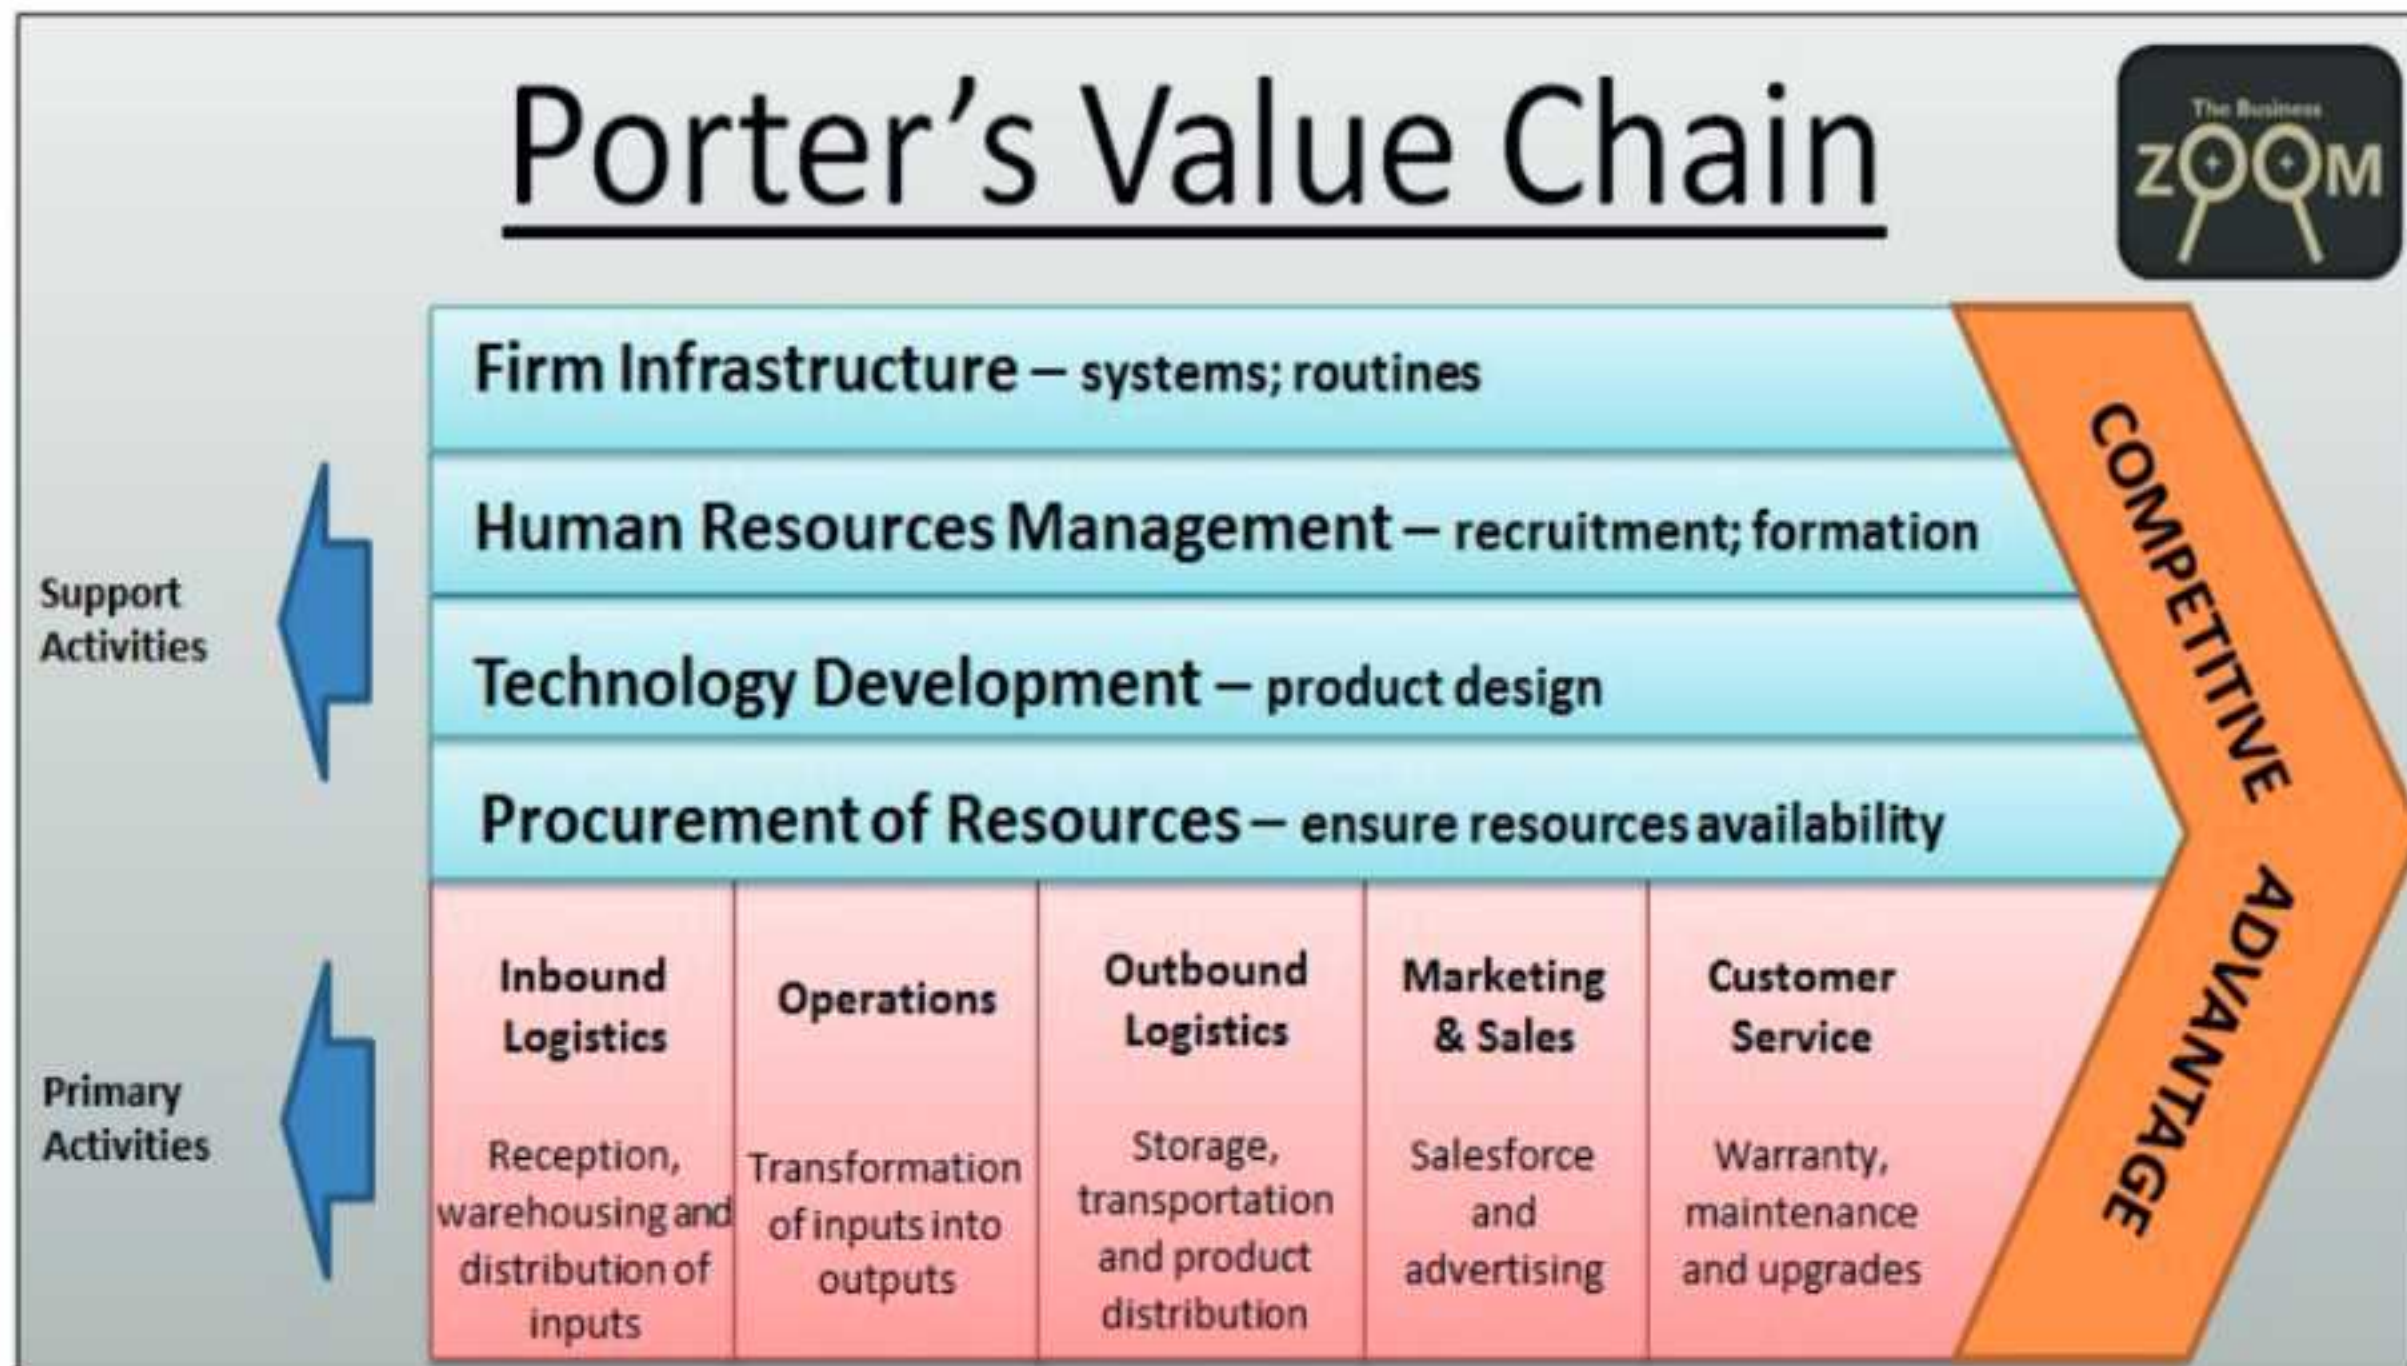 Porter's Value Chain
The Business
ZOOM
Firm Infrastructure – systems; routines
Human Resources Management – recruitment; formation
Technology Development – product design
Procurement of Resources – ensure resources availability
Support
Activities
COMPETITIVE
ADVANTAGE
Primary
Activities
Inbound
Logistics
Reception,
warehousing and
distribution of
inputs
Operations
Transformation
of inputs into
outputs
Outbound
Logistics
Storage,
transportation
and product
distribution
Marketing
& Sales
Salesforce
and
advertising
Customer
Service
Warranty,
maintenance
and upgrades